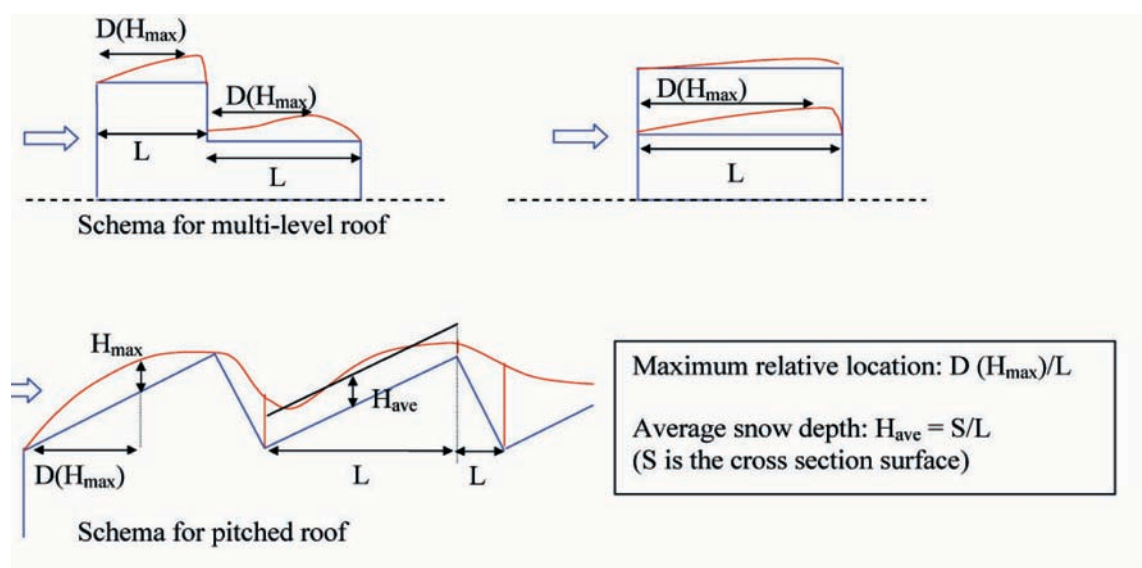 D(Hmax)
D(Hmax)
L
L
Schema for multi-level roof
D(Hmax)
L
Hmax
Have
D(Hmax)
L
L
Schema for pitched roof
Maximum relative location: D (Hmax)/L
Average snow depth: Have = S/L
(S is the cross section surface)